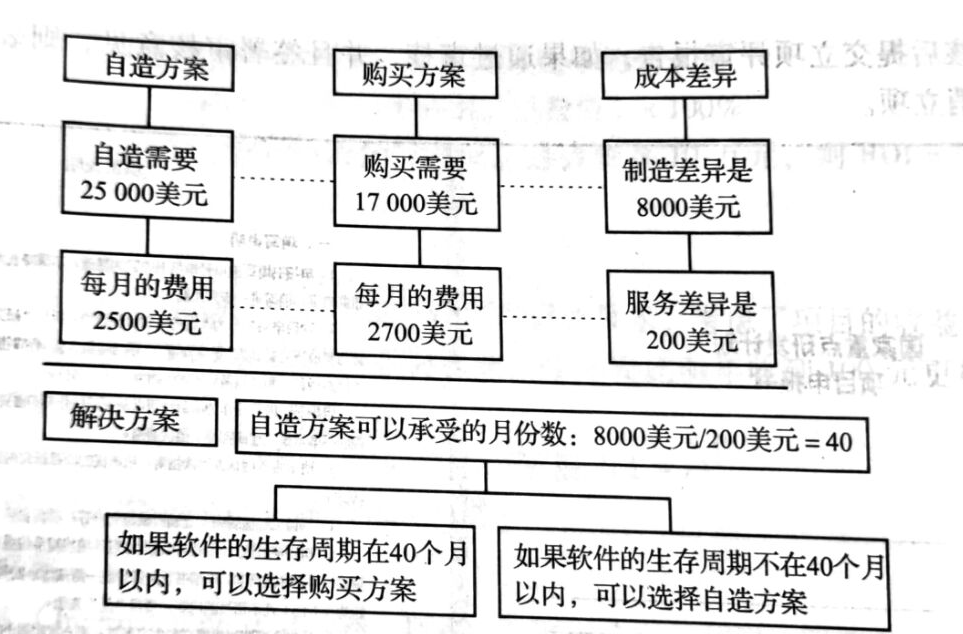 后提交立项
自造方案
购买方案
成本差异
自造需要
25 000美元
购买需要
17 000美元
制造差异是
8000美元
每月的费用
2500美元
每月的费用
2700美元
服务差异是
200美元
解决方案
自造方案可以承受的月份数：8000美元/200美元＝40
如果软件的生存周期在40个月
以内，可以选择购买方案
如果软件的生存周期不在40个月
以内，可以选择自造方案